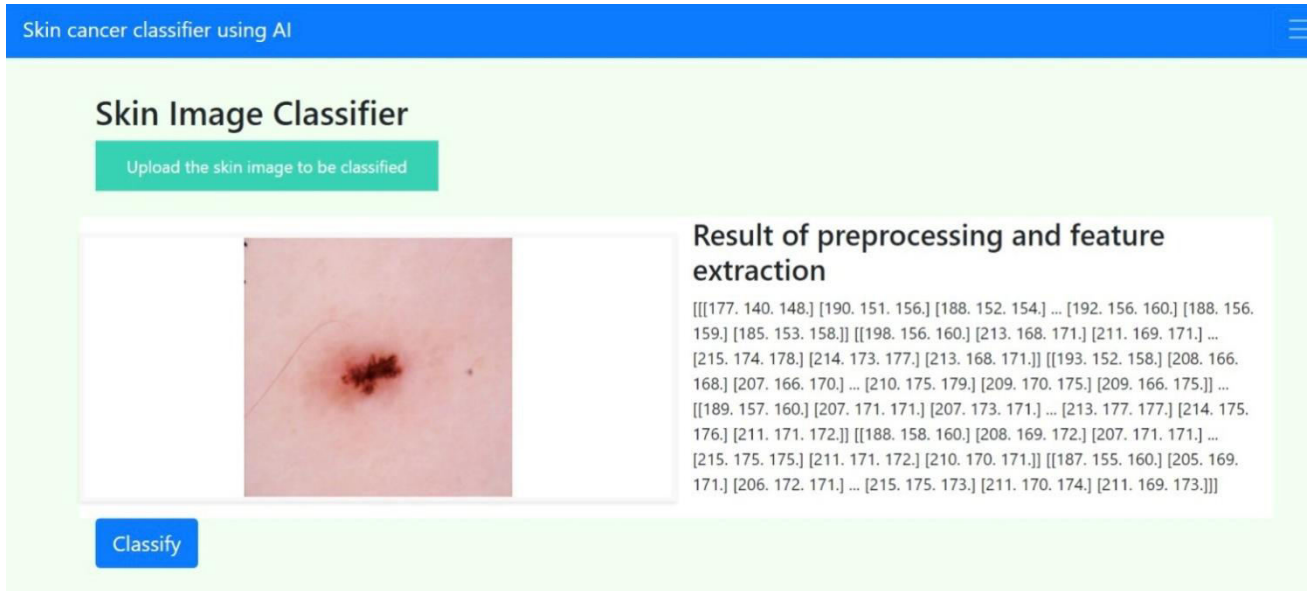 Skin cancer classifier using AI
Skin Image Classifier
Upload the skin image to be classified
Result of preprocessing and feature
extraction
[[[177. 140. 148.] [190. 151. 156.] [188. 152. 154.] ... [192. 156. 160.] [188. 156.
159.] [185. 153. 158.]] [[198. 156. 160.] [213. 168. 171.] [211. 169. 171.] ...
[215. 174. 178.] [214. 173. 177.] [213. 168. 171.]] [[193. 152. 158.] [208. 166.
168.] [207. 166. 170.] ... [210. 175. 179.] [209. 170. 175.] [209. 166. 175.]] ...
[[189. 157. 160.] [207. 171. 171.] [207. 173. 171.] ... [213. 177. 177.] [214. 175.
176.] [211. 171. 172.]] [[188. 158. 160.] [208. 169. 172.] [207. 171. 171.] ...
[215. 175. 175.] [211. 171. 172.] [210. 170. 171.]] [[187. 155. 160.] [205. 169.
171.] [206. 172. 171.] ... [215. 175. 173.] [211. 170. 174.] [211. 169. 173.]]]
Classify